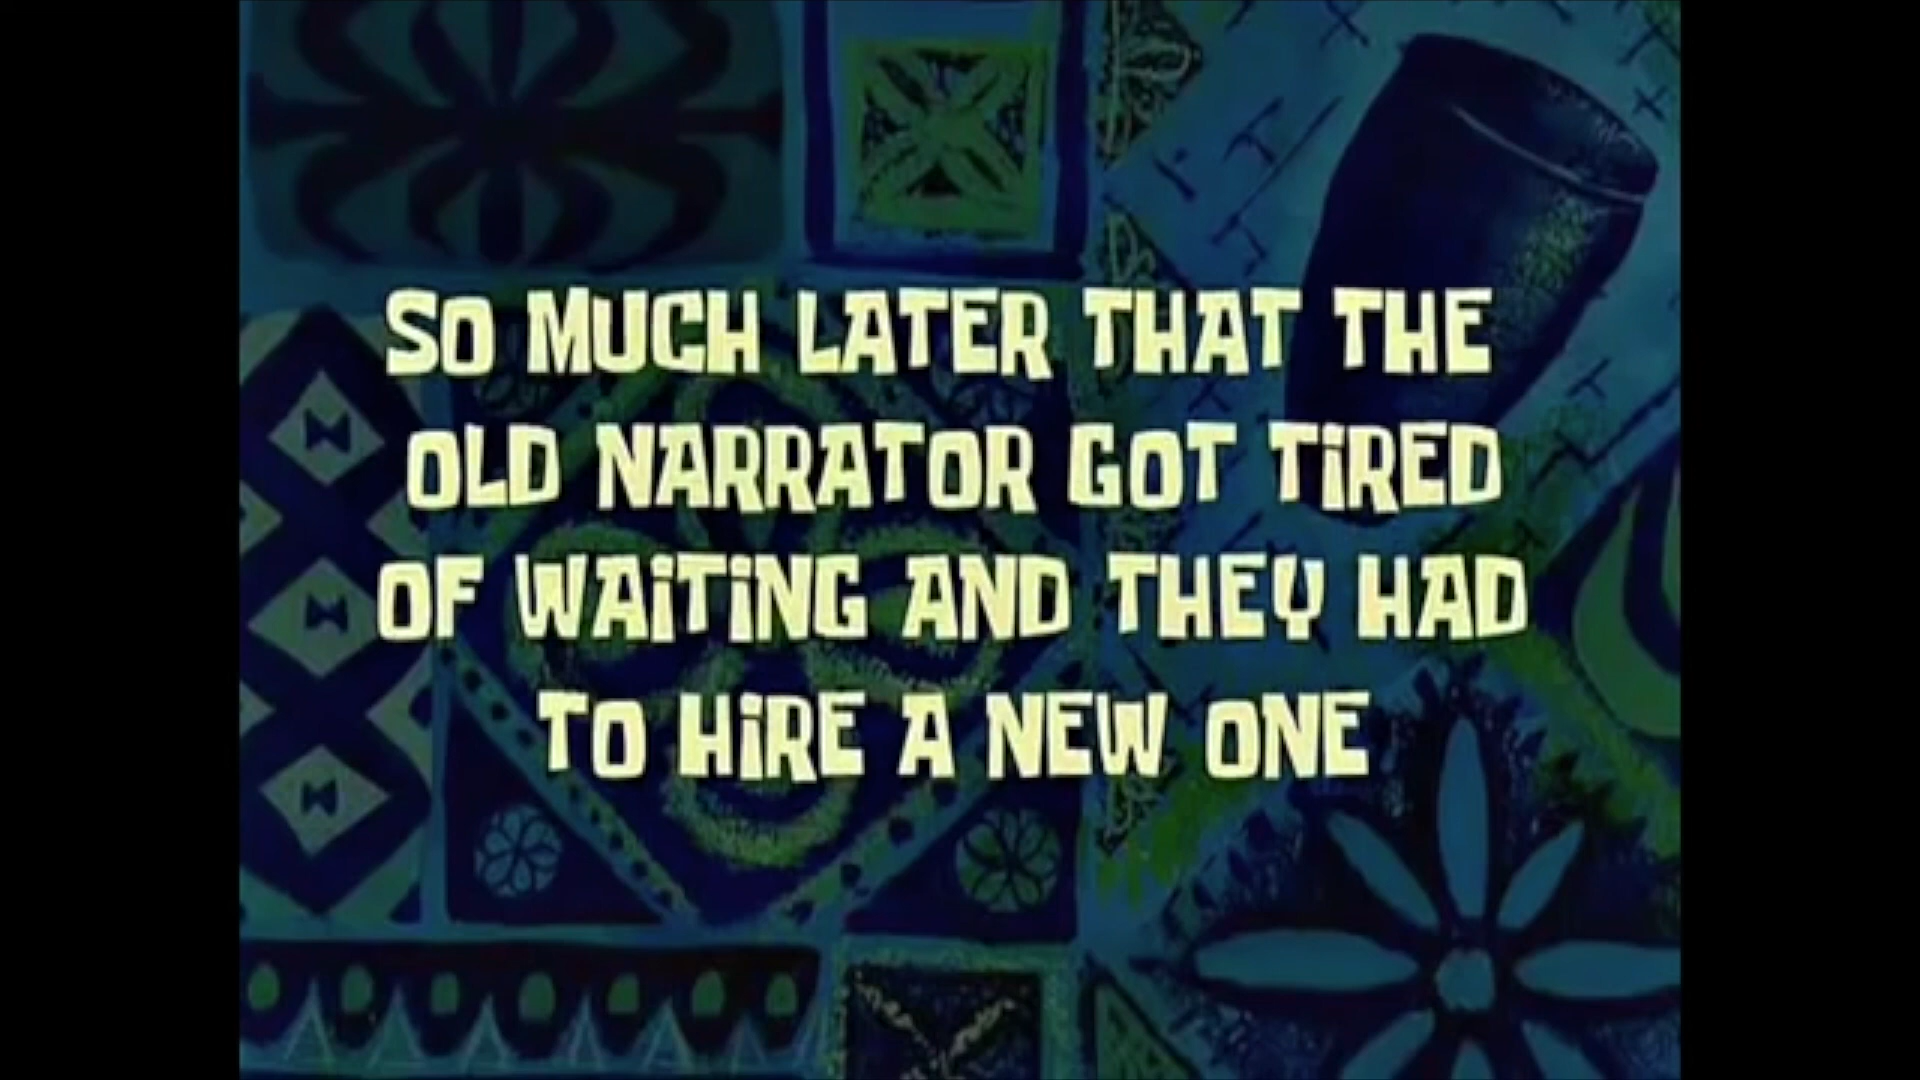 SO MUCH LATER THAT THE
OLD NARRATOR GOT TiRED
OF WAiTiNG AND THEY HAD
TO HiRE A NEW ONE